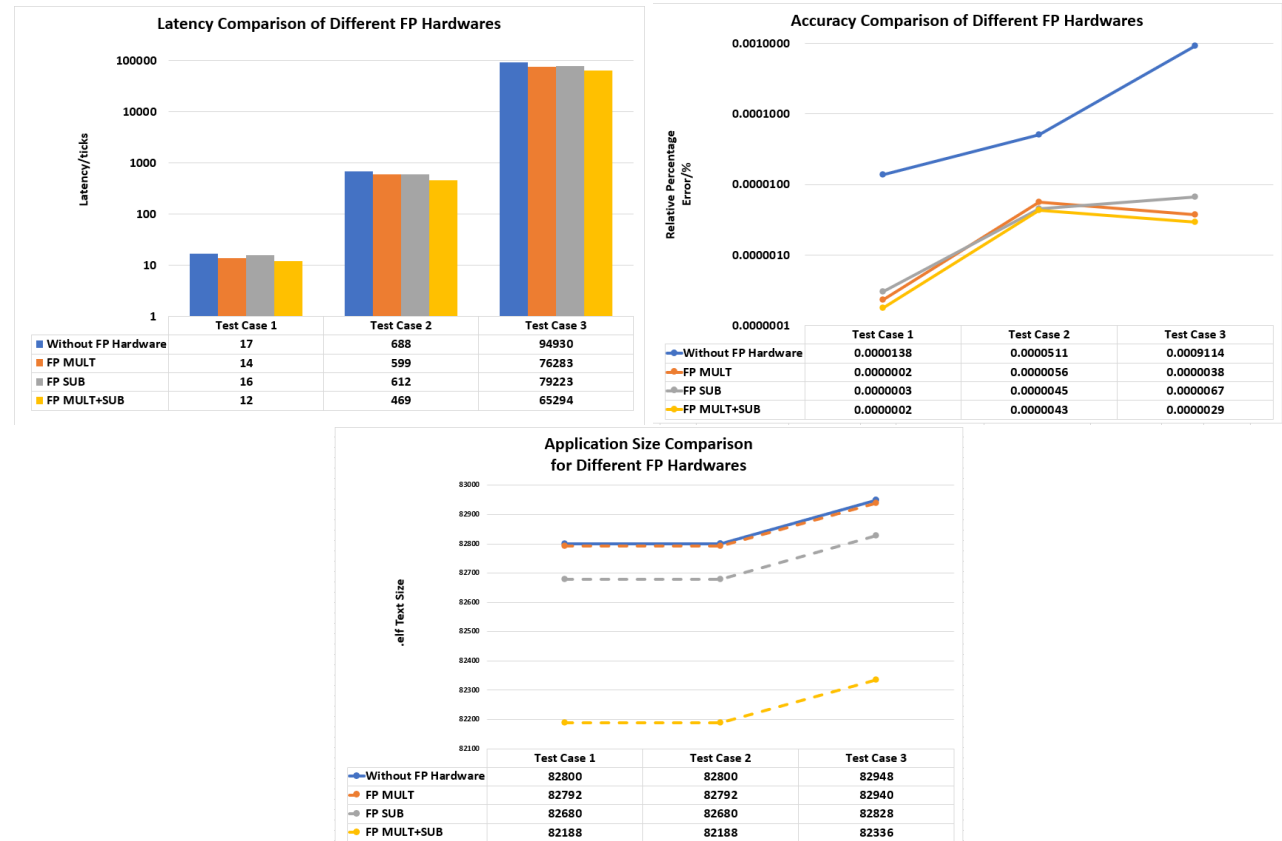 Latency Comparison of Different FP Hardwares
Latency/ticks
100000
10000
1000
100
10
1
Test Case 1 Test Case 2 Test Case 3
Without FP Hardware 17 688 94930
FP MULT 14 599 76283
FP SUB 16 612 79223
FP MULT+SUB 12 469 65294
Accuracy Comparison of Different FP Hardwares
Relative Percentage
Error/%
0.0010000
0.0001000
0.0000100
0.0000010
0.0000001
Test Case 1 Test Case 2 Test Case 3
Without FP Hardware 0.0000138 0.0000511 0.0009114
FP MULT 0.0000002 0.0000056 0.0000038
FP SUB 0.0000003 0.0000045 0.0000067
FP MULT+SUB 0.0000002 0.0000043 0.0000029
Application Size Comparison
for Different FP Hardwares
.elf Text Size
83000
82900
82800
82700
82600
82500
82400
82300
82200
82100
Test Case 1 Test Case 2 Test Case 3
Without FP Hardware 82800 82800 82948
FP MULT 82792 82792 82940
FP SUB 82680 82680 82828
FP MULT+SUB 82188 82188 82336